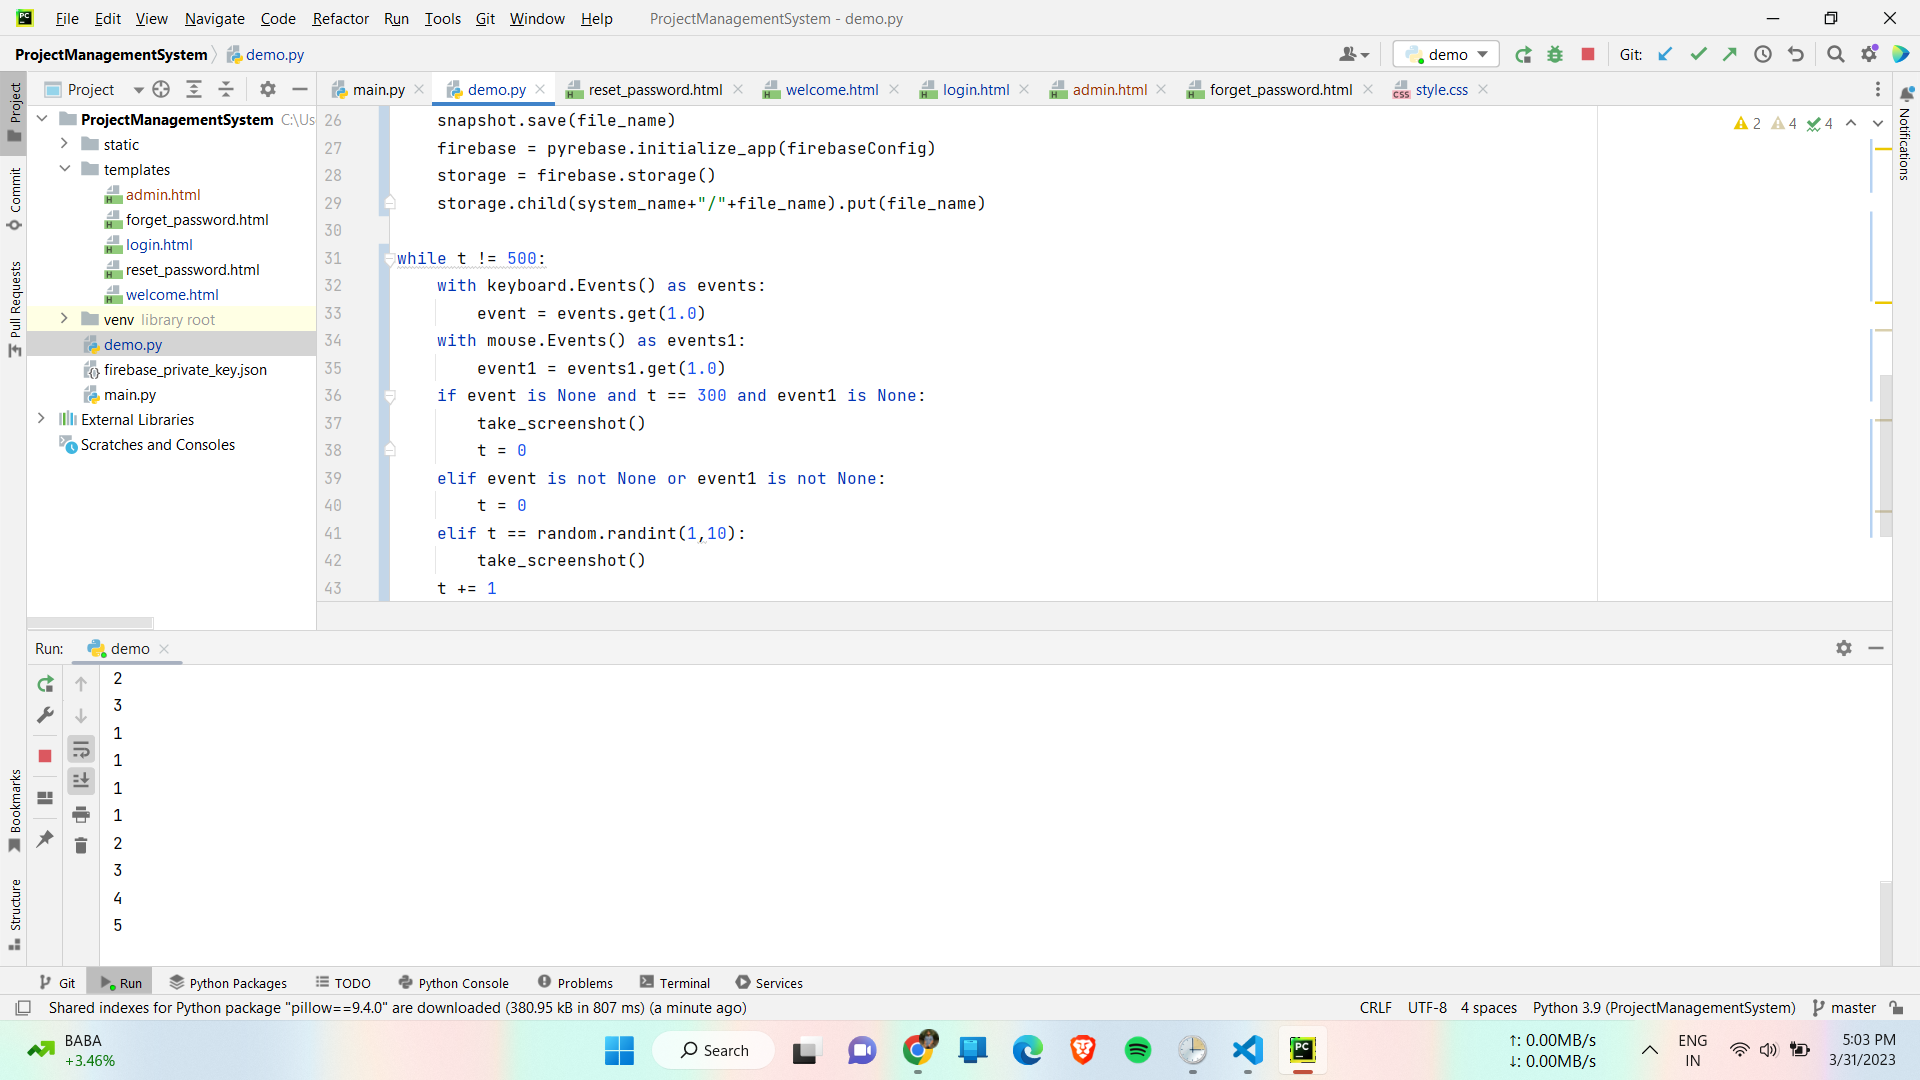 File Edit View Navigate Code Refactor Run Tools Git Window Help ProjectManagementSystem - demo.py
ProjectManagementSystem demo.py
demo Git:
Project
main.py demo.py reset_password.html welcome.html login.html admin.html forget_password.html style.css
ProjectManagementSystem C:\Us
static
templates
admin.html
forget_password.html
login.html
reset_password.html
welcome.html
venv library root
demo.py
firebase_private_key.json
main.py
External Libraries
Scratches and Consoles
Project
Commit
Pull Requests
Bookmarks
Structure
Notifications
2 4 4
26 snapshot.save(file_name)
27 firebase = pyrebase.initialize_app(firebaseConfig)
28 storage = firebase.storage()
29 storage.child(system_name+"/"+file_name).put(file_name)
30
31 while t != 500:
32 with keyboard.Events() as events:
33 event = events.get(1.0)
34 with mouse.Events() as events1:
35 event1 = events1.get(1.0)
36 if event is None and t == 300 and event1 is None:
37 take_screenshot()
38 t = 0
39 elif event is not None or event1 is not None:
40 t = 0
41 elif t == random.randint(1,10):
42 take_screenshot()
43 t += 1
Run: demo
2
3
1
1
1
1
2
3
4
5
Git Run Python Packages TODO Python Console Problems Terminal Services
Shared indexes for Python package "pillow==9.4.0" are downloaded (380.95 kB in 807 ms) (a minute ago)
CRLF UTF-8 4 spaces Python 3.9 (ProjectManagementSystem) master
BABA
+3.46%
Search
↑: 0.00MB/s
↓: 0.00MB/s
ENG
IN
5:03 PM
3/31/2023